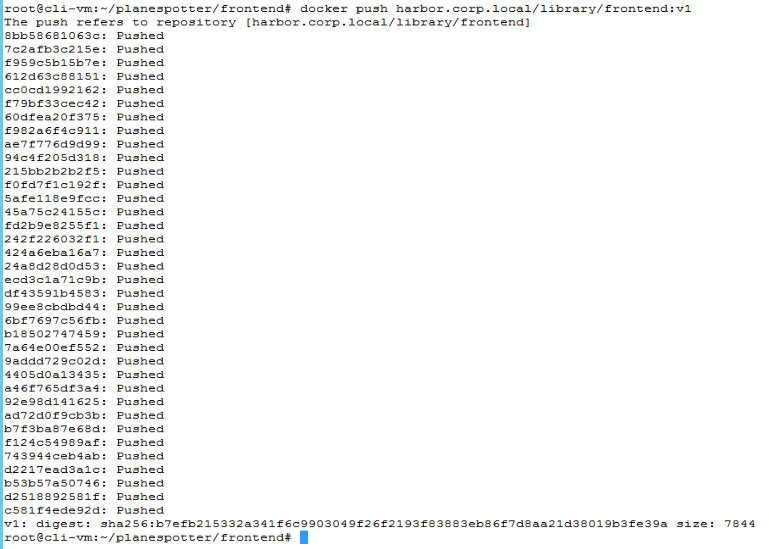 root@cli-vm:~/planespotter/frontend# docker push harbor.corp.local/library/frontend:v1
The push refers to repository [harbor.corp.local/library/frontend]
8bb58681063c: Pushed
7c2afb3c215e: Pushed
f959c5b15b7e: Pushed
612d63c88151: Pushed
cc0cd1992162: Pushed
f79bf33cec42: Pushed
60dfea20f375: Pushed
f982a6f4c911: Pushed
ae7f776d9d99: Pushed
94c4f205d318: Pushed
215bb2b2b2f5: Pushed
f0fd7f1c192f: Pushed
5afe118e9fcc: Pushed
45a75c24155c: Pushed
fd2b9e8255f1: Pushed
242f226032f1: Pushed
424a6eba16a7: Pushed
24a8d28d0d53: Pushed
ecd3c1a71c9b: Pushed
df43591b4583: Pushed
99ee8cbdbd44: Pushed
6bf7697c56fb: Pushed
b18502747459: Pushed
7a64e00ef552: Pushed
9addd729c02d: Pushed
4405d0a13435: Pushed
a46f765df3a4: Pushed
92e98d141625: Pushed
ad72d0f9cb3b: Pushed
b7f3ba87e68d: Pushed
f124c54989af: Pushed
743944ceb4ab: Pushed
d2217ead3a1c: Pushed
b53b57a50746: Pushed
d2518892581f: Pushed
c581f4ede92d: Pushed
v1: digest: sha256:b7efb215332a341f6c9903049f26f2193f83883eb86f7d8aa21d38019b3fe39a size: 7844
root@cli-vm:~/planespotter/frontend#